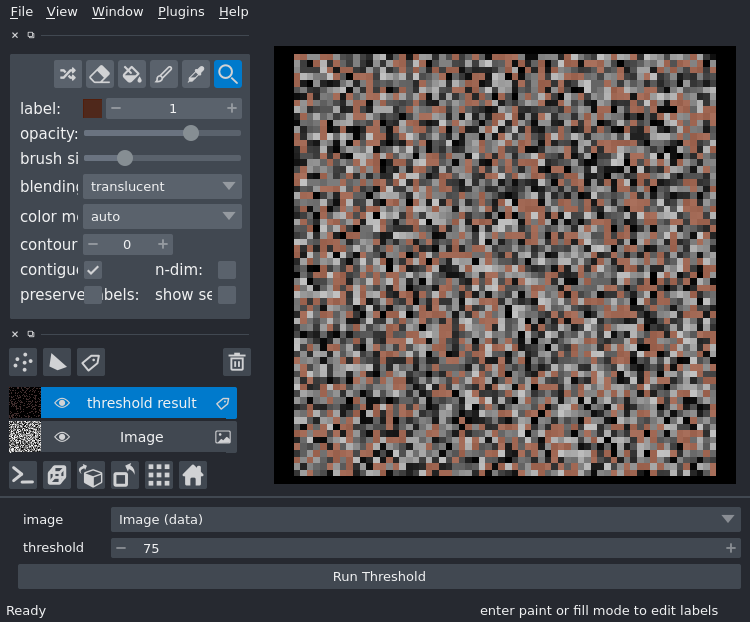 File View Window Plugins Help
label: 1
opacity:
brush si
blending translucent
color m auto
contour 0
contigu n-dim:
preserve abels: show se
threshold result
Image
image Image (data)
threshold 75
Run Threshold
Ready enter paint or fill mode to edit labels